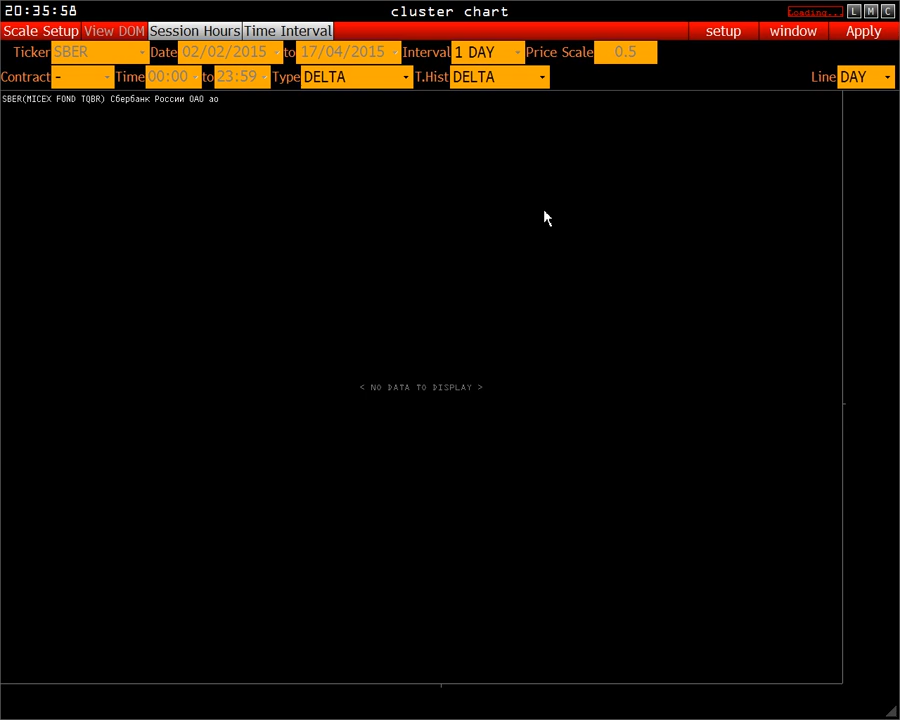 20:35:58 cluster chart Loading.. L M C
Scale Setup View DOM Session Hours Time Interval setup window Apply
Ticker SBER Date 02/02/2015 to 17/04/2015 Interval 1 DAY Price Scale 0.5
Contract - Time 00:00 to 23:59 Type DELTA T.Hist DELTA Line DAY
SBER(MICEX FOND TQBR) Сбербанк России ОАО ао
< NO DATA TO DISPLAY >